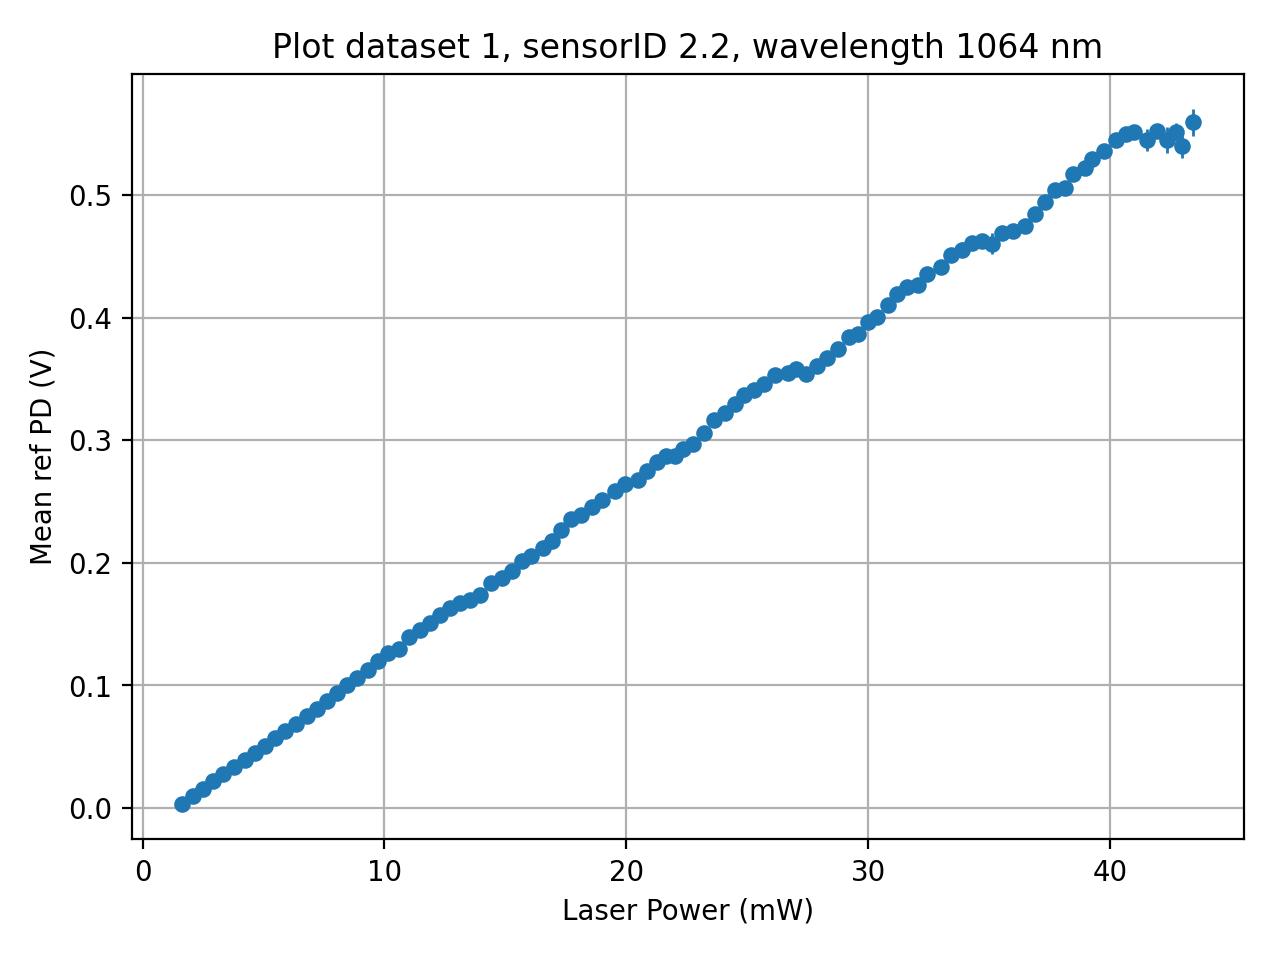 Plot dataset 1, sensorID 2.2, wavelength 1064 nm
Mean ref PD (V)
0.5
0.4
0.3
0.2
0.1
0.0
0 10 20 30 40
Laser Power (mW)